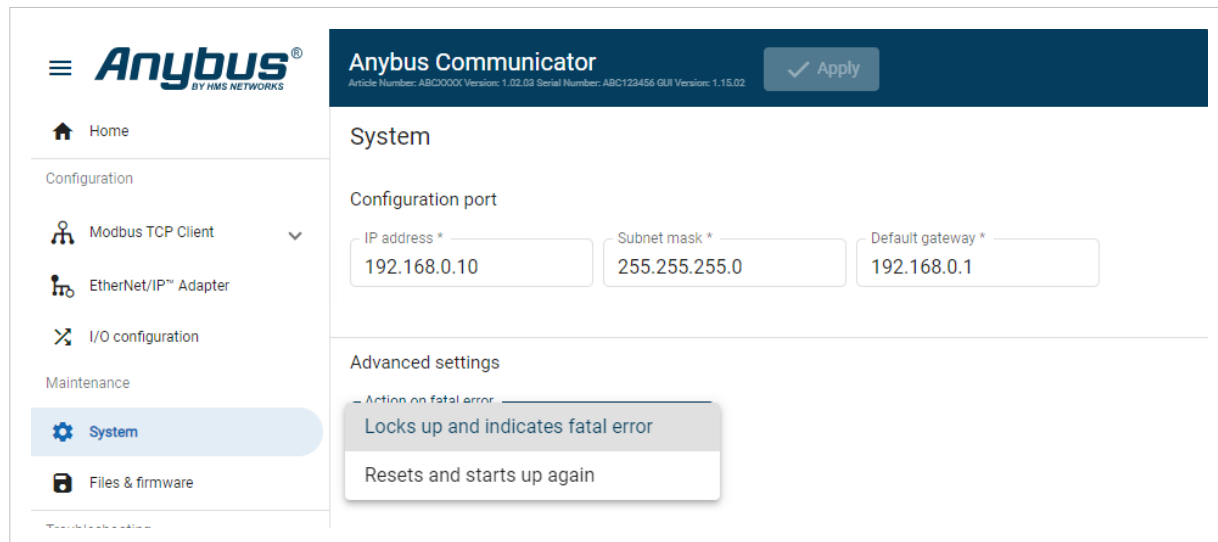 Anybus®
BY HMS NETWORKS
Anybus Communicator
Article Number: ABCXXXX Version: 1.02.03 Serial Number: ABC123456 GUI Version: 1.15.02
Apply
Home
Configuration
Modbus TCP Client
EtherNet/IP™ Adapter
I/O configuration
Maintenance
System
Files & firmware
Troubleshooting
System
Configuration port
IP address *
192.168.0.10
Subnet mask *
255.255.255.0
Default gateway *
192.168.0.1
Advanced settings
Action on fatal error
Locks up and indicates fatal error
Resets and starts up again